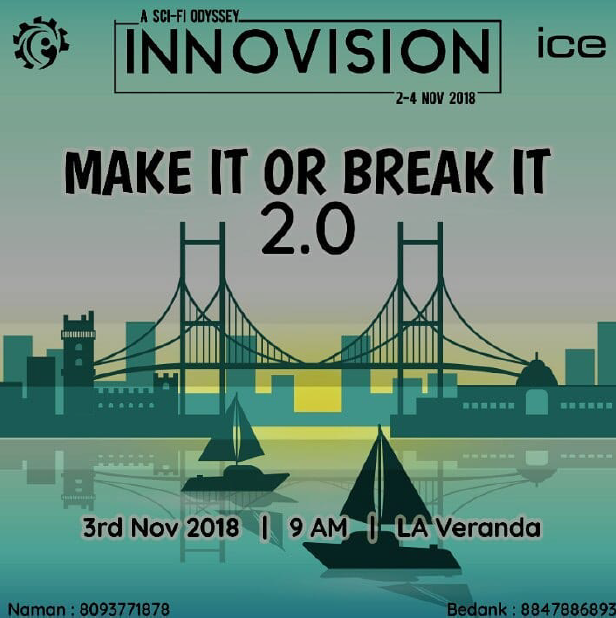 A SCI-FI ODYSSEY
INNOVISION
ice
2-4 NOV 2018
MAKE IT OR BREAK IT
2.0
3rd Nov 2018 | 9 AM | LA Veranda
Naman : 8093771878
Bedank : 8847886893